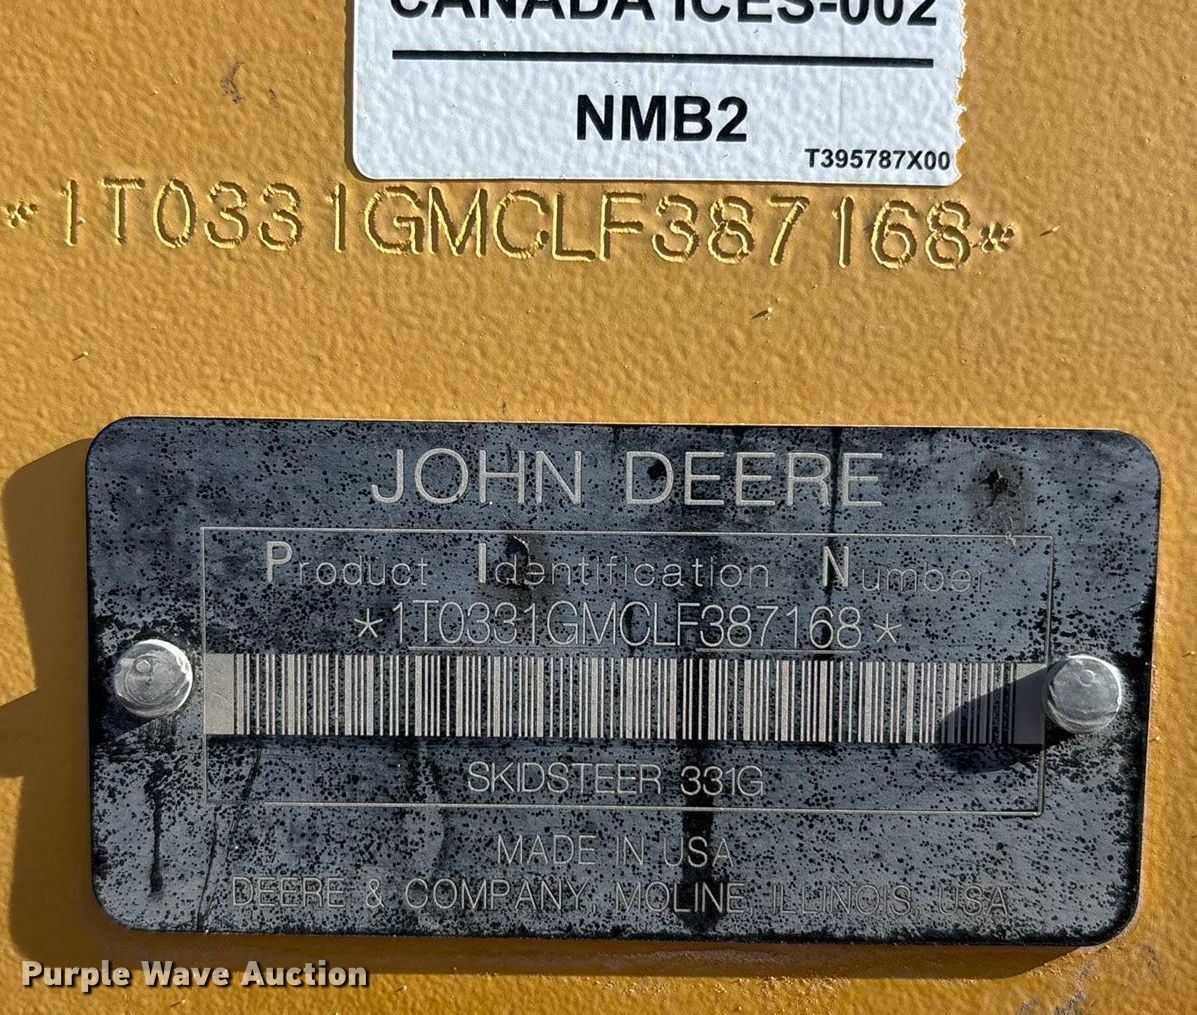 CANADA ICES-002
NMB2
T395787X00
*1T0331GMCLF387168*
JOHN DEERE
Product Identification Number
*1T0331GMCLF387168*
SKIDSTEER 331G
MADE IN USA
DEERE & COMPANY, MOLINE, ILLINOIS, USA
Purple Wave Auction